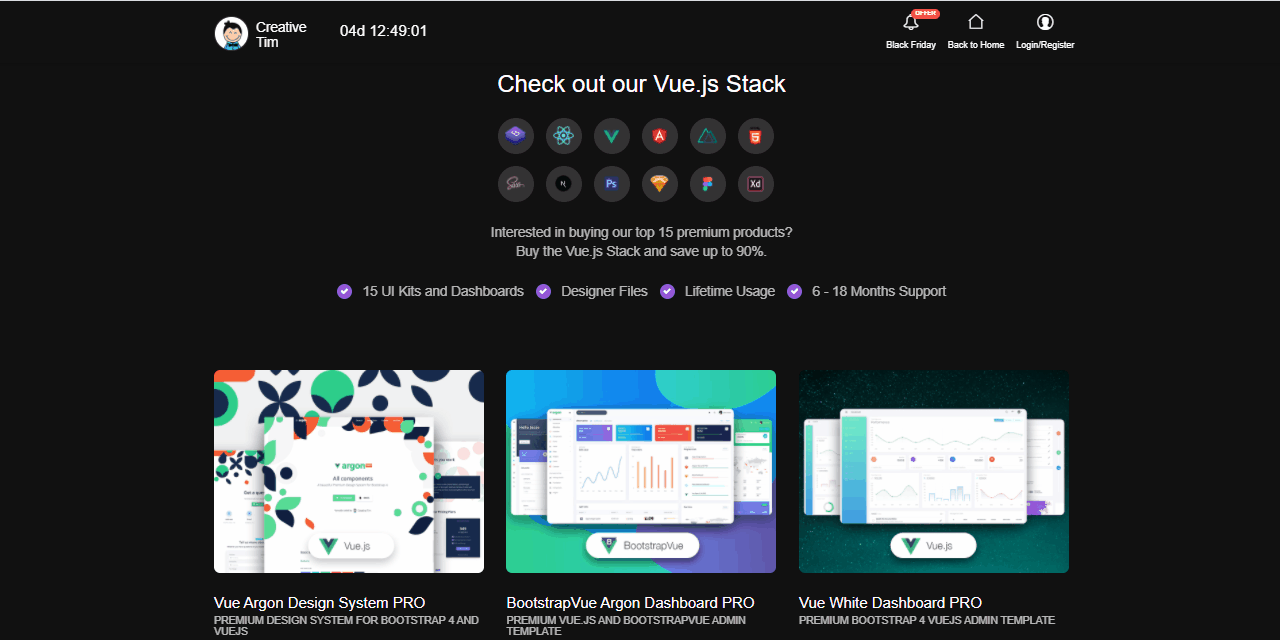 Creative
Tim
04d 12:49:01
OFFER
Black Friday
Back to Home
Login/Register
Check out our Vue.js Stack
N.
Ps
Xd
Interested in buying our top 15 premium products?
Buy the Vue.js Stack and save up to 90%.
15 UI Kits and Dashboards
Designer Files
Lifetime Usage
6 - 18 Months Support
argon
All components
Vue.js
BootstrapVue
Vue.js
Vue Argon Design System PRO
PREMIUM DESIGN SYSTEM FOR BOOTSTRAP 4 AND
VUEJS
BootstrapVue Argon Dashboard PRO
PREMIUM VUE.JS AND BOOTSTRAPVUE ADMIN
TEMPLATE
Vue White Dashboard PRO
PREMIUM BOOTSTRAP 4 VUEJS ADMIN TEMPLATE